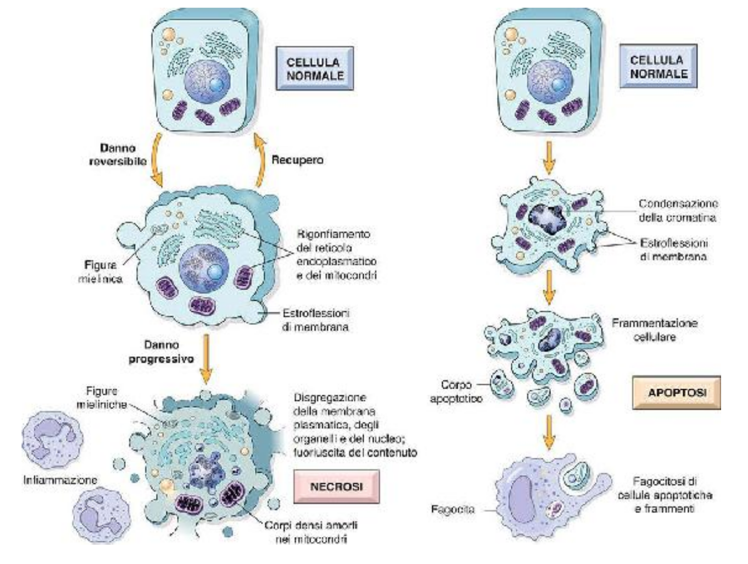 CELLULA
NORMALE
Danno
reversibile
Recupero
Rigonfiamento
del reticolo
endoplasmatico
e dei mitocondri
Figura
mielinica
Estroflessioni
di membrana
Danno
progressivo
Figure
mieliniche
Disgregazione
della membrana
plasmatica, degli
organelli e del nucleo;
fuoriuscita del contenuto
Infiammazione
NECROSI
Corpi densi amorfi
nei mitocondri
CELLULA
NORMALE
Condensazione
della cromatina
Estroflessioni
di membrana
Frammentazione
cellulare
Corpo
apoptotico
APOPTOSI
Fagocita
Fagocitosi di
cellule apoptotiche
e frammenti